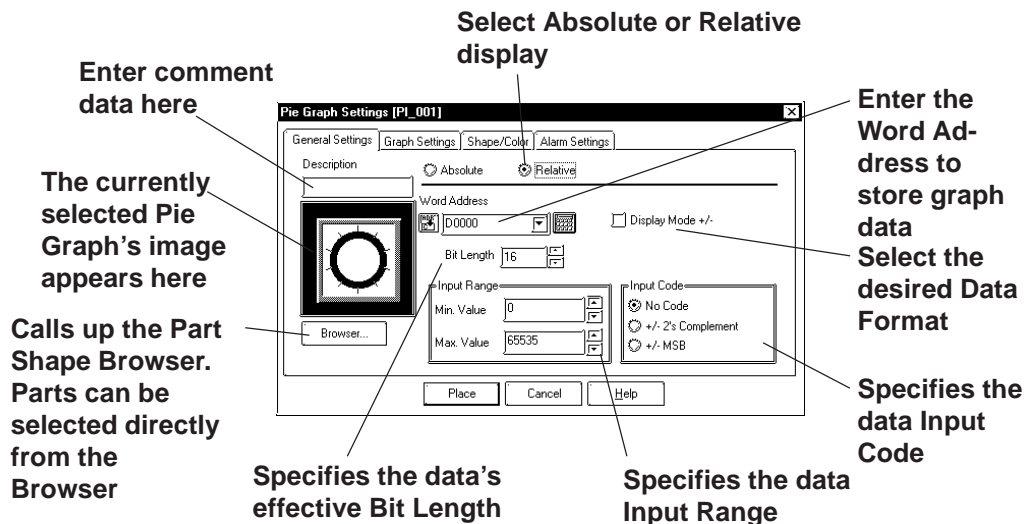 Select Absolute or Relative
display
Enter comment
data here
Enter the
Word Ad-
dress to
store graph
data
The currently
selected Pie
Graph's image
appears here
Select the
desired Data
Format
Calls up the Part
Shape Browser.
Parts can be
selected directly
from the
Browser
Specifies the
data Input
Code
Specifies the data's
effective Bit Length
Specifies the data
Input Range
Pie Graph Settings [PI_001]
General Settings Graph Settings Shape/Color Alarm Settings
Description
Absolute Relative
Word Address
D0000
Display Mode +/-
Bit Length 16
Input Range
Min. Value 0
Max. Value 65535
Input Code
No Code
+/- 2's Complement
+/- MSB
Browser...
Place Cancel Help